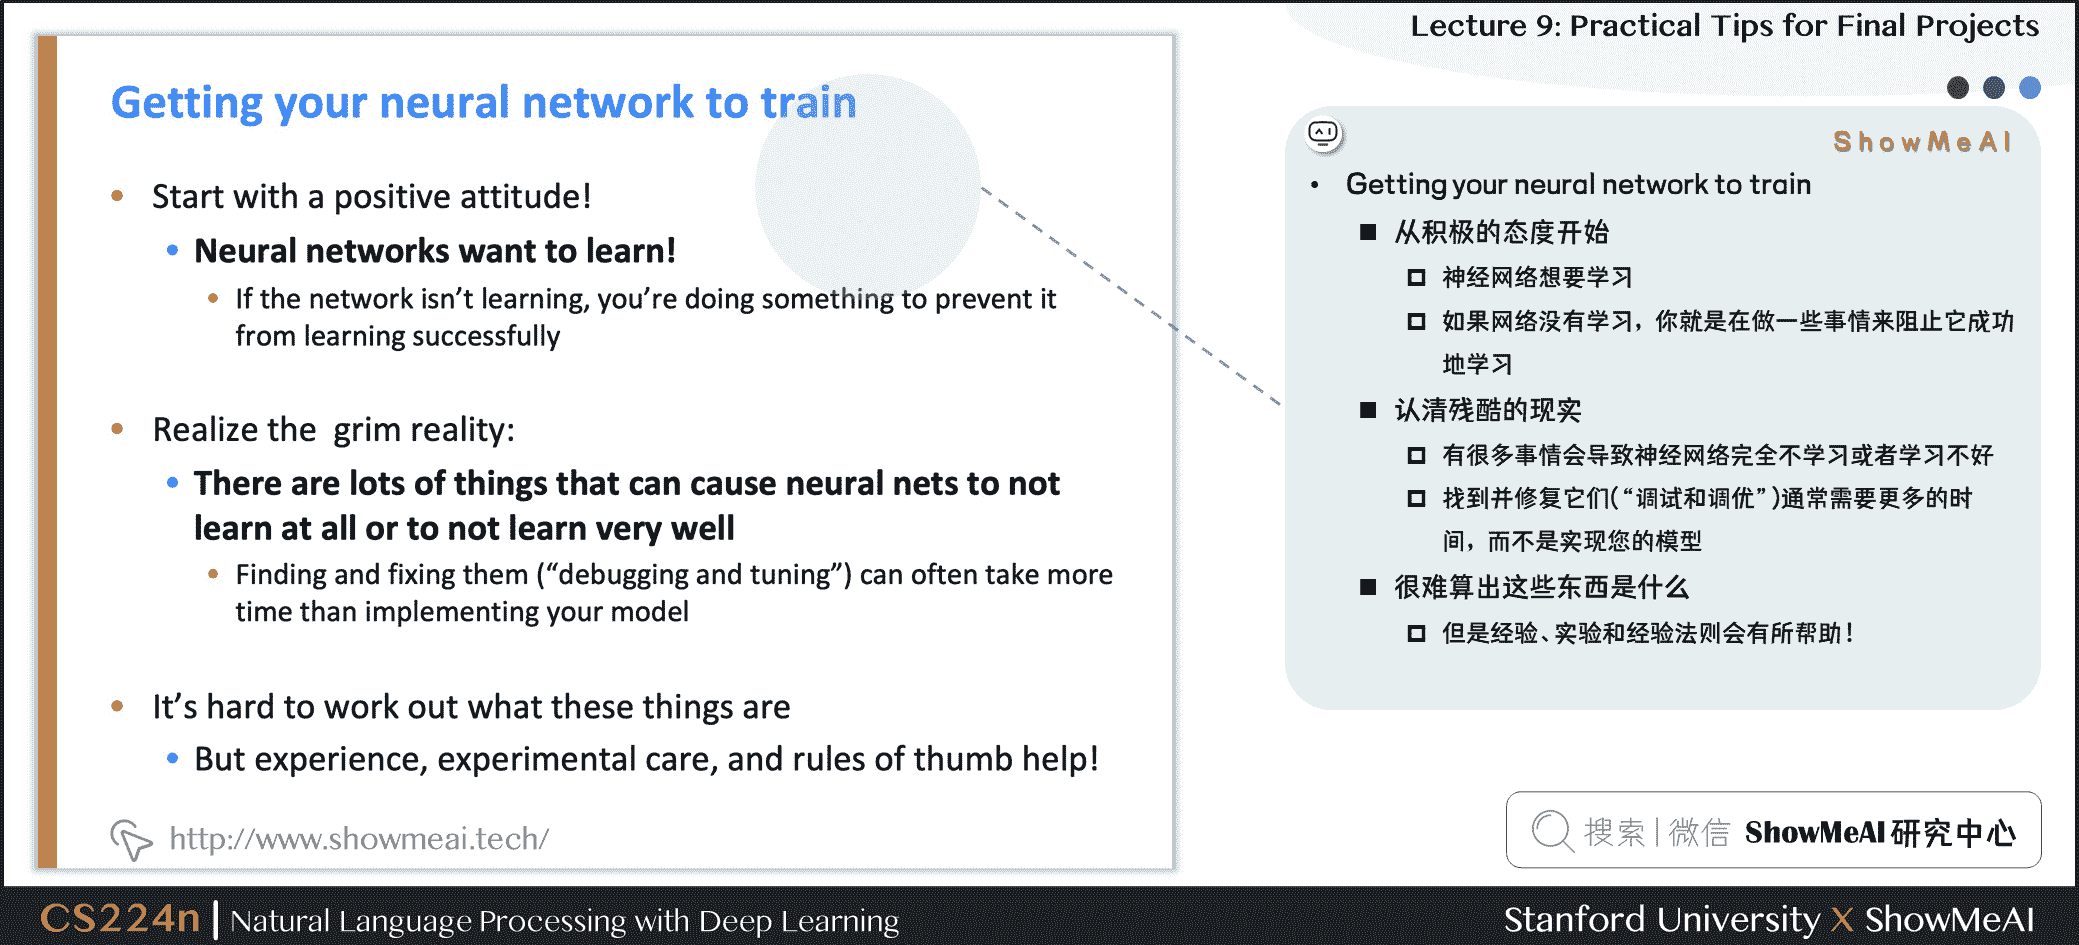 Lecture 9: Practical Tips for Final Projects
Getting your neural network to train
Start with a positive attitude!
Neural networks want to learn!
If the network isn't learning, you're doing something to prevent it
from learning successfully
Realize the grim reality:
There are lots of things that can cause neural nets to not
learn at all or to not learn very well
Finding and fixing them (“debugging and tuning”) can often take more
time than implementing your model
It's hard to work out what these things are
But experience, experimental care, and rules of thumb help!
http://www.showmeai.tech/
ShowMeAI
Getting your neural network to train
从积极的态度开始
神经网络想要学习
如果网络没有学习，你就是在做一些事情来阻止它成功
地学习
认清残酷的现实
有很多事情会导致神经网络完全不学习或者学习不好
找到并修复它们(“调试和调优”)通常需要更多的时
间，而不是实现您的模型
很难算出这些东西是什么
但是经验、实验和经验法则会有所帮助！
搜索|微信 ShowMeAI研究中心
CS224n | Natural Language Processing with Deep Learning
Stanford University X ShowMeAI